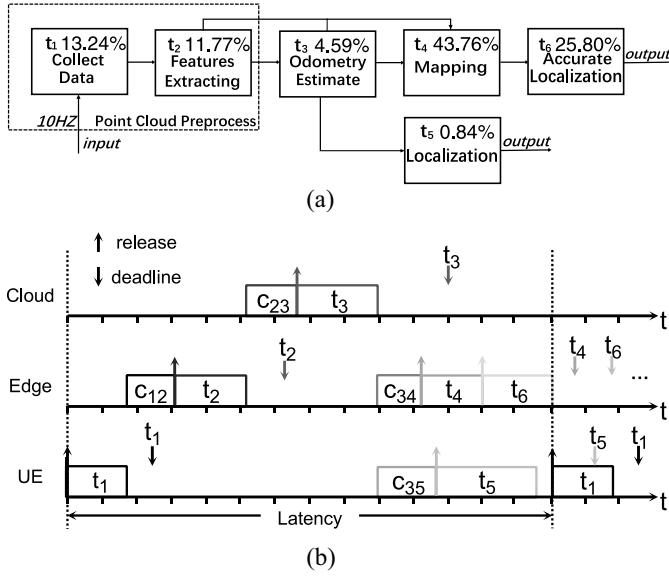 t₁ 13.24%
Collect
Data
t₂ 11.77%
Features
Extracting
t₃ 4.59%
Odometry
Estimate
t₄ 43.76%
Mapping
t₆ 25.80%
Accurate
Localization
output
10HZ
input
Point Cloud Preprocess
t₅ 0.84%
Localization
output
(a)
release
deadline
Cloud
c₂₃
t₃
t₃
t
Edge
c₁₂
t₂
t₂
c₃₄
t₄
t₆
t₄
t₆
...
t
UE
t₁
t₁
c₃₅
t₅
t₁
t₅
t₁
t
Latency
(b)